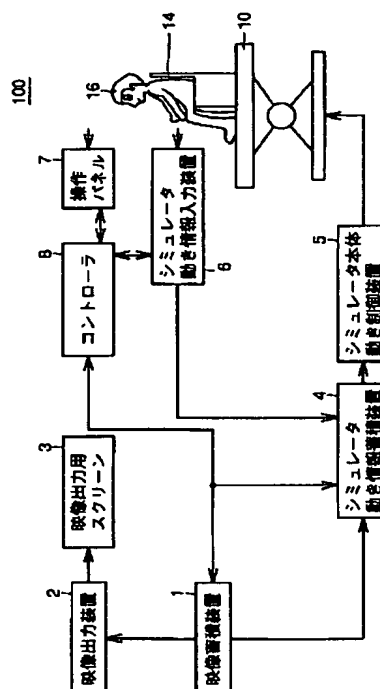 100
16
14
10
7
操作
パネル
8
コントローラ
シミュレータ
動き情報入力装置
6
3
映像出力用
スクリーン
2
映像出力装置
1
映像蓄積装置
4
シミュレータ
動き情報蓄積装置
5
シミュレータ本体
動き制御装置